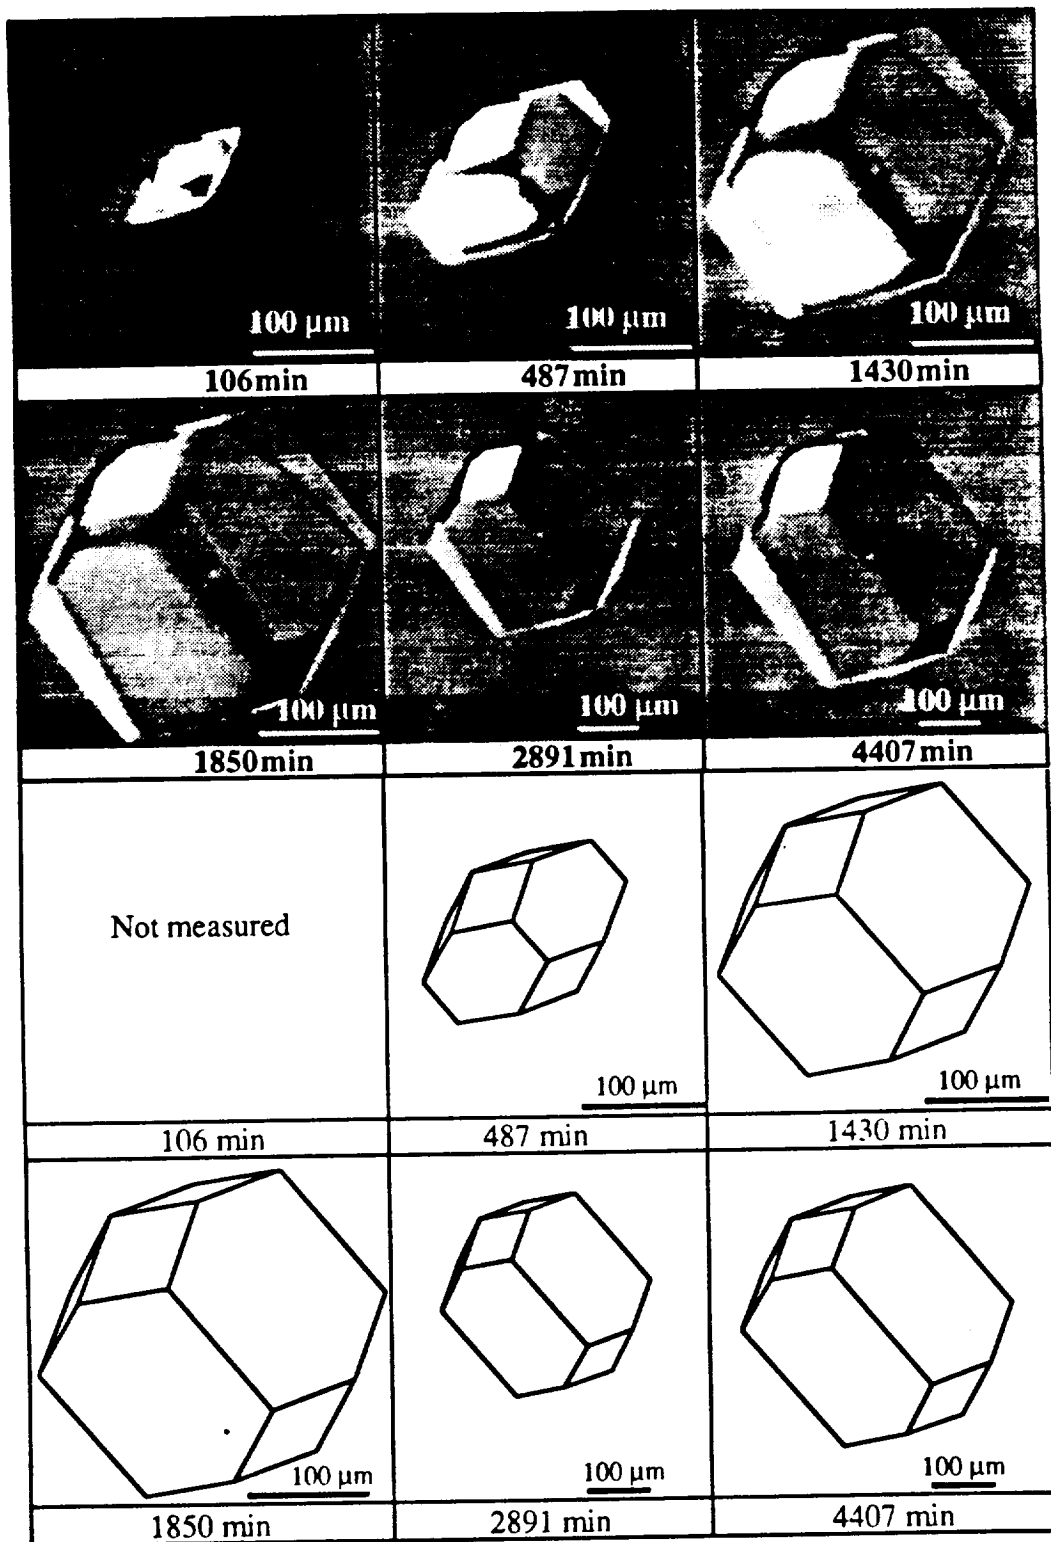 100 μm
100 μm
100 μm
106min
487min
1430min
100 μm
100 μm
100 μm
1850min
2891min
4407min
Not measured
100 μm
100 μm
106 min
487 min
1430 min
100 μm
100 μm
100 μm
1850 min
2891 min
4407 min